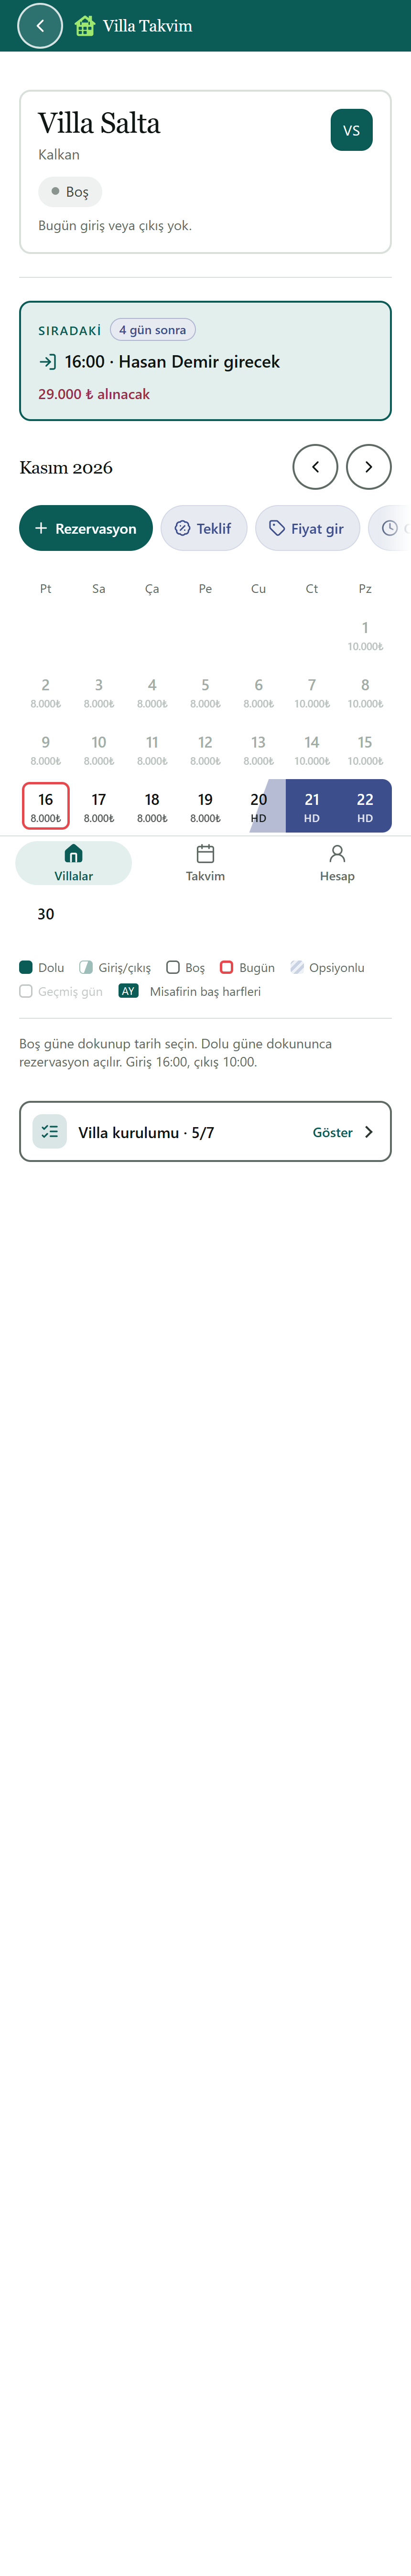 Villa Takvim
Villa Salta
VS
Kalkan
Boş
Bugün giriş veya çıkış yok.
SIRADAKİ 4 gün sonra
16:00 · Hasan Demir girecek
29.000 ₺ alınacak
Kasım 2026
Rezervasyon Teklif Fiyat gir
Pt Sa Ça Pe Cu Ct Pz
1
10.000₺
2 3 4 5 6 7 8
8.000₺ 8.000₺ 8.000₺ 8.000₺ 8.000₺ 10.000₺ 10.000₺
9 10 11 12 13 14 15
8.000₺ 8.000₺ 8.000₺ 8.000₺ 8.000₺ 10.000₺ 10.000₺
16 17 18 19 20 21 22
8.000₺ 8.000₺ 8.000₺ 8.000₺ HD HD HD
Villalar Takvim Hesap
30
Dolu Giriş/çıkış Boş Bugün Opsiyonlu
Geçmiş gün AY Misafirin baş harfleri
Boş güne dokunup tarih seçin. Dolu güne dokununca
rezervasyon açılır. Giriş 16:00, çıkış 10:00.
Villa kurulumu · 5/7 Göster